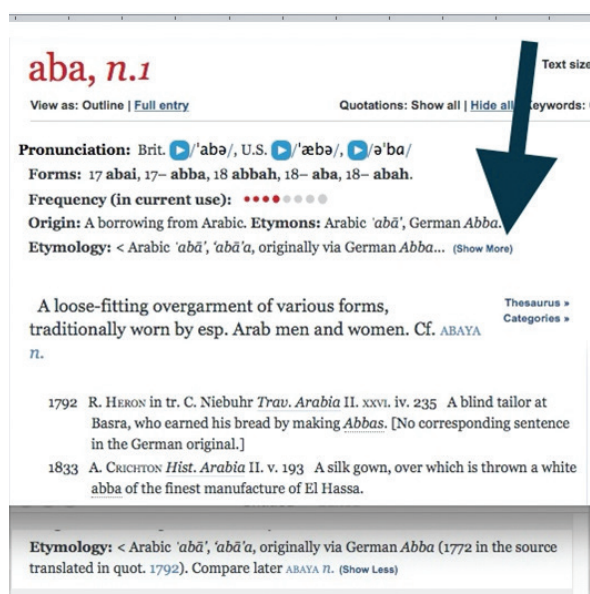 aba, n.1
Text size
View as: Outline | Full entry Quotations: Show all | Hide all Keywords:
Pronunciation: Brit. /ˈabə/, U.S. /ˈæbə/, /əˈbɑ/
Forms: 17 abai, 17– abba, 18 abbah, 18– aba, 18– abah.
Frequency (in current use):
Origin: A borrowing from Arabic. Etymons: Arabic ʿabāʾ, German Abba.
Etymology: < Arabic ʿabāʾ, ʿabāʾa, originally via German Abba... (Show More)
A loose-fitting overgarment of various forms,
traditionally worn by esp. Arab men and women. Cf. ABAYA
n.
Thesaurus »
Categories »
1792 R. HERON in tr. C. Niebuhr Trav. Arabia II. XXVI. iv. 235 A blind tailor at
Basra, who earned his bread by making Abbas. [No corresponding sentence
in the German original.]
1833 A. CRICHTON Hist. Arabia II. v. 193 A silk gown, over which is thrown a white
abba of the finest manufacture of El Hassa.
Etymology: < Arabic ʿabāʾ, ʿabāʾa, originally via German Abba (1772 in the source
translated in quot. 1792). Compare later ABAYA n. (Show Less)